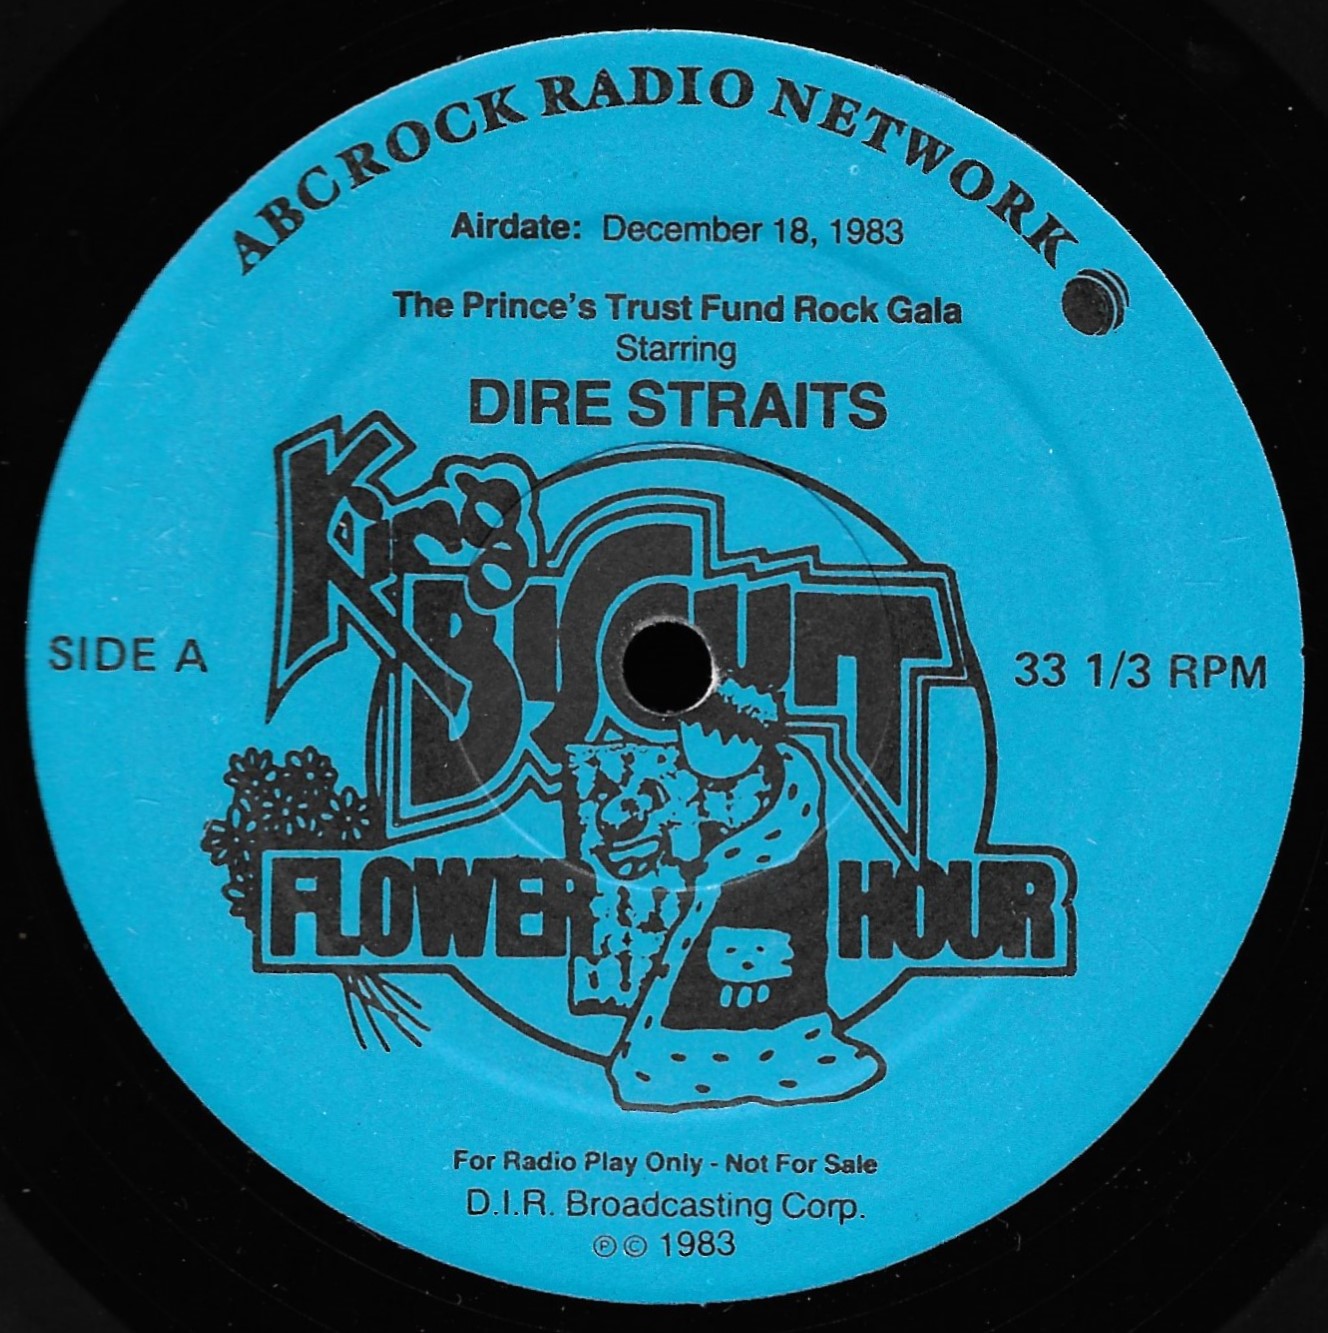 ABC ROCK RADIO NETWORK
Airdate: December 18, 1983
The Prince's Trust Fund Rock Gala
Starring
DIRE STRAITS
King
BISCUIT
SIDE A
33 1/3 RPM
FLOWER HOUR
For Radio Play Only - Not For Sale
D.I.R. Broadcasting Corp.
℗ © 1983